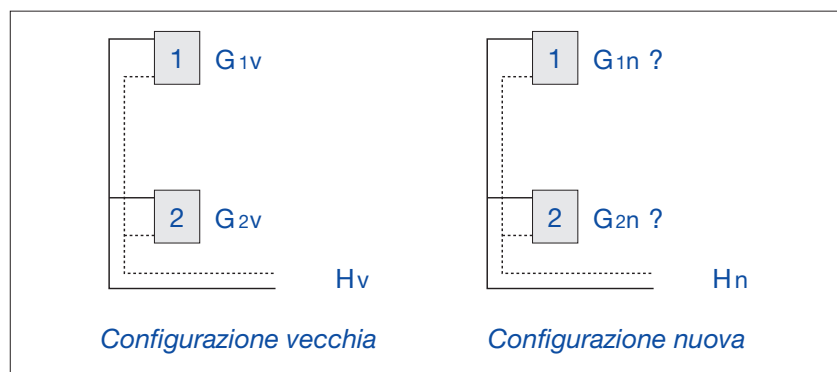 1 G1v
2 G2v
Hv
Configurazione vecchia
1 G1n ?
2 G2n ?
Hn
Configurazione nuova